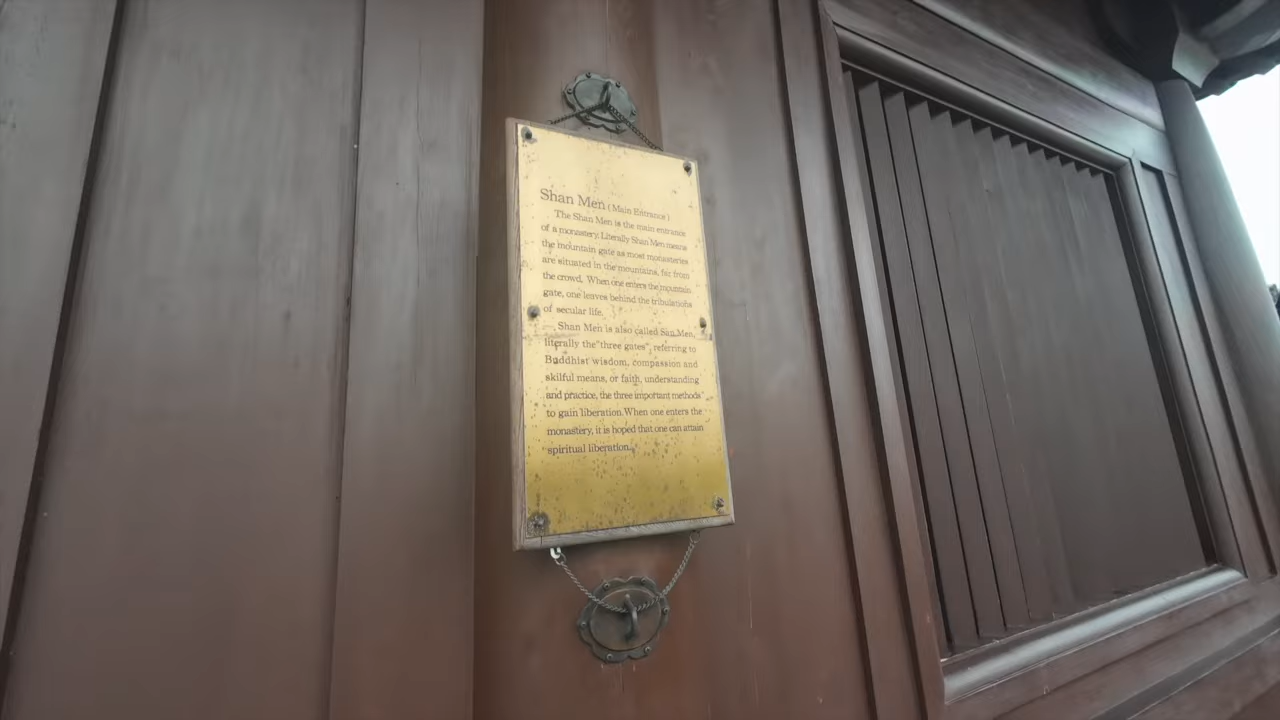 Shan Men (Main Entrance)
The Shan Men is the main entrance
of a monastery. Literally Shan Men means
the mountain gate as most monasteries
are situated in the mountains, far from
the crowd. When one enters the mountain
gate, one leaves behind the tribulations
of secular life.
Shan Men is also called San Men,
literally the"three gates", referring to
Buddhist wisdom, compassion and
skilful means, or faith, understanding
and practice, the three important methods
to gain liberation.When one enters the
monastery, it is hoped that one can attain
spiritual liberation.